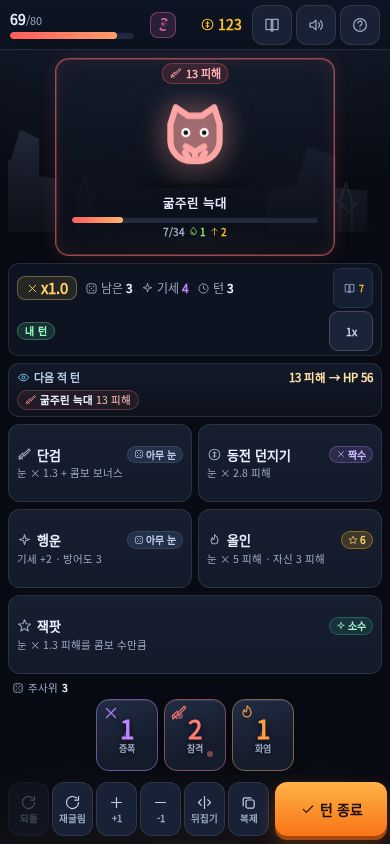 69/80
123
13 피해
굶주린 늑대
7/34 1 2
x1.0 남은 3 기세 4 턴 3
7
내 턴
1x
다음 적 턴
13 피해 → HP 56
굶주린 늑대 13 피해
단검 아무 눈
눈 × 1.3 + 콤보 보너스
동전 던지기 짝수
눈 × 2.8 피해
행운 아무 눈
기세 +2 · 방어도 3
올인 6
눈 × 5 피해 · 자신 3 피해
잭팟 소수
눈 × 1.3 피해를 콤보 수만큼
주사위 3
1
증폭
2
참격
1
화염
되돌
재굴림
+1
-1
뒤집기
복제
턴 종료